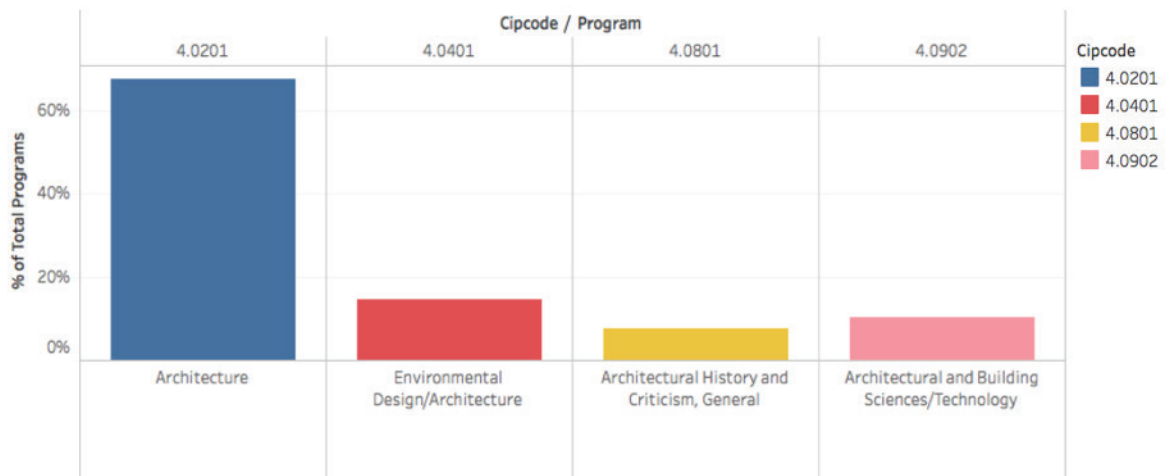 Cipcode / Program
4.0201
4.0401
4.0801
4.0902
% of Total Programs
60%
40%
20%
0%
Architecture
Environmental
Design/Architecture
Architectural History and
Criticism, General
Architectural and Building
Sciences/Technology
Cipcode
4.0201
4.0401
4.0801
4.0902